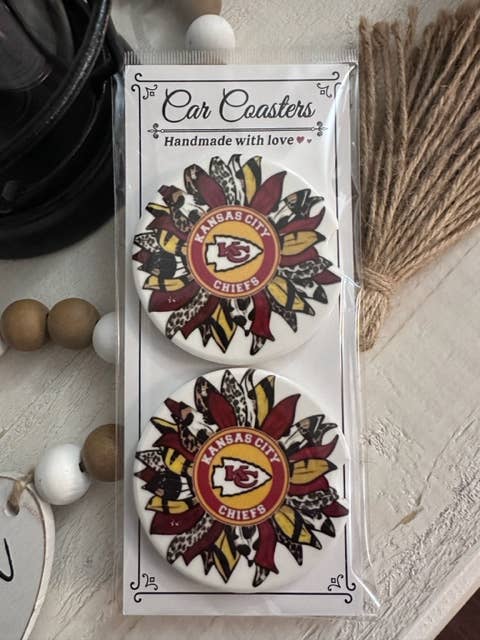 Car Coasters
Handmade with love
KANSAS CITY
KC
CHIEFS
KANSAS CITY
KC
CHIEFS